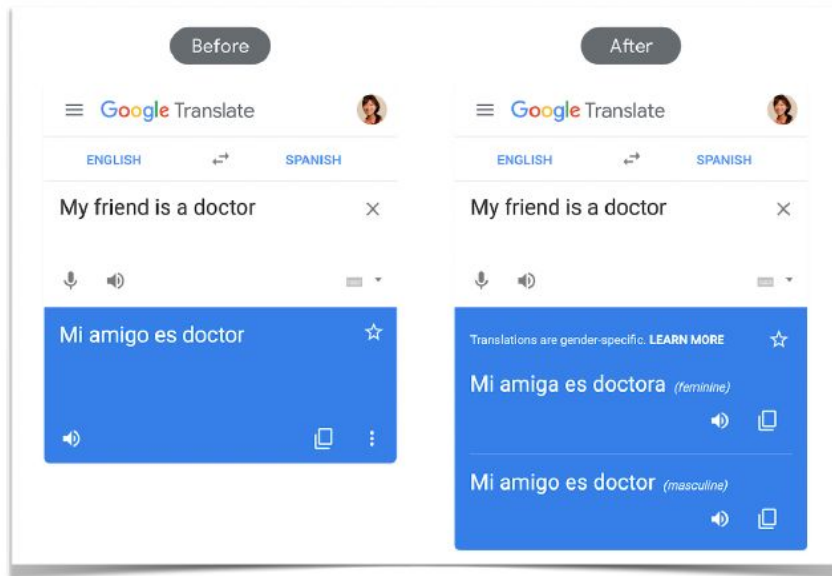 Before
Google Translate
ENGLISH SPANISH
My friend is a doctor
Mi amigo es doctor
After
Google Translate
ENGLISH SPANISH
My friend is a doctor
Translations are gender-specific. LEARN MORE
Mi amiga es doctora (feminine)
Mi amigo es doctor (masculine)